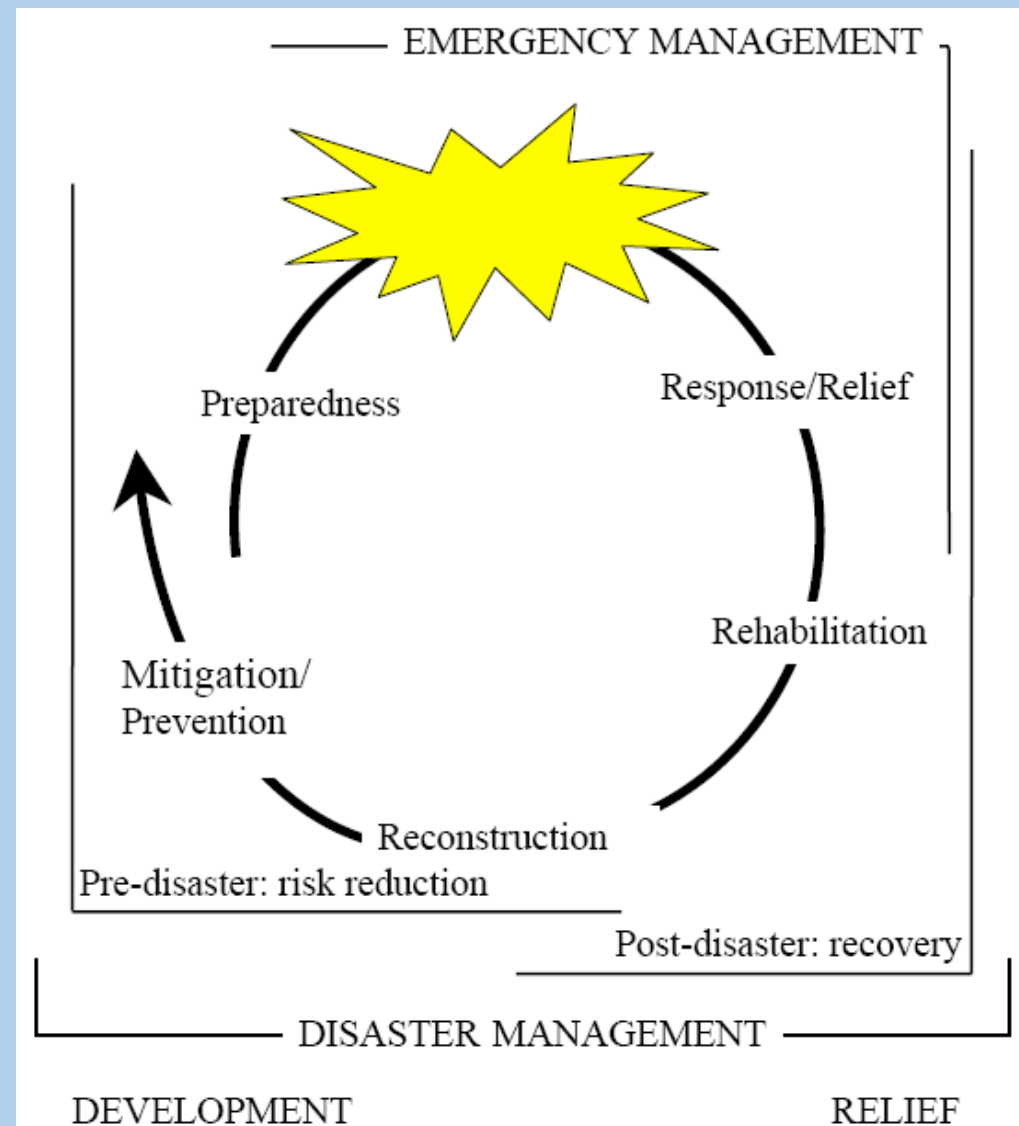 EMERGENCY MANAGEMENT
Preparedness
Response/Relief
Rehabilitation
Mitigation/
Prevention
Reconstruction
Pre-disaster: risk reduction
Post-disaster: recovery
DISASTER MANAGEMENT
DEVELOPMENT
RELIEF